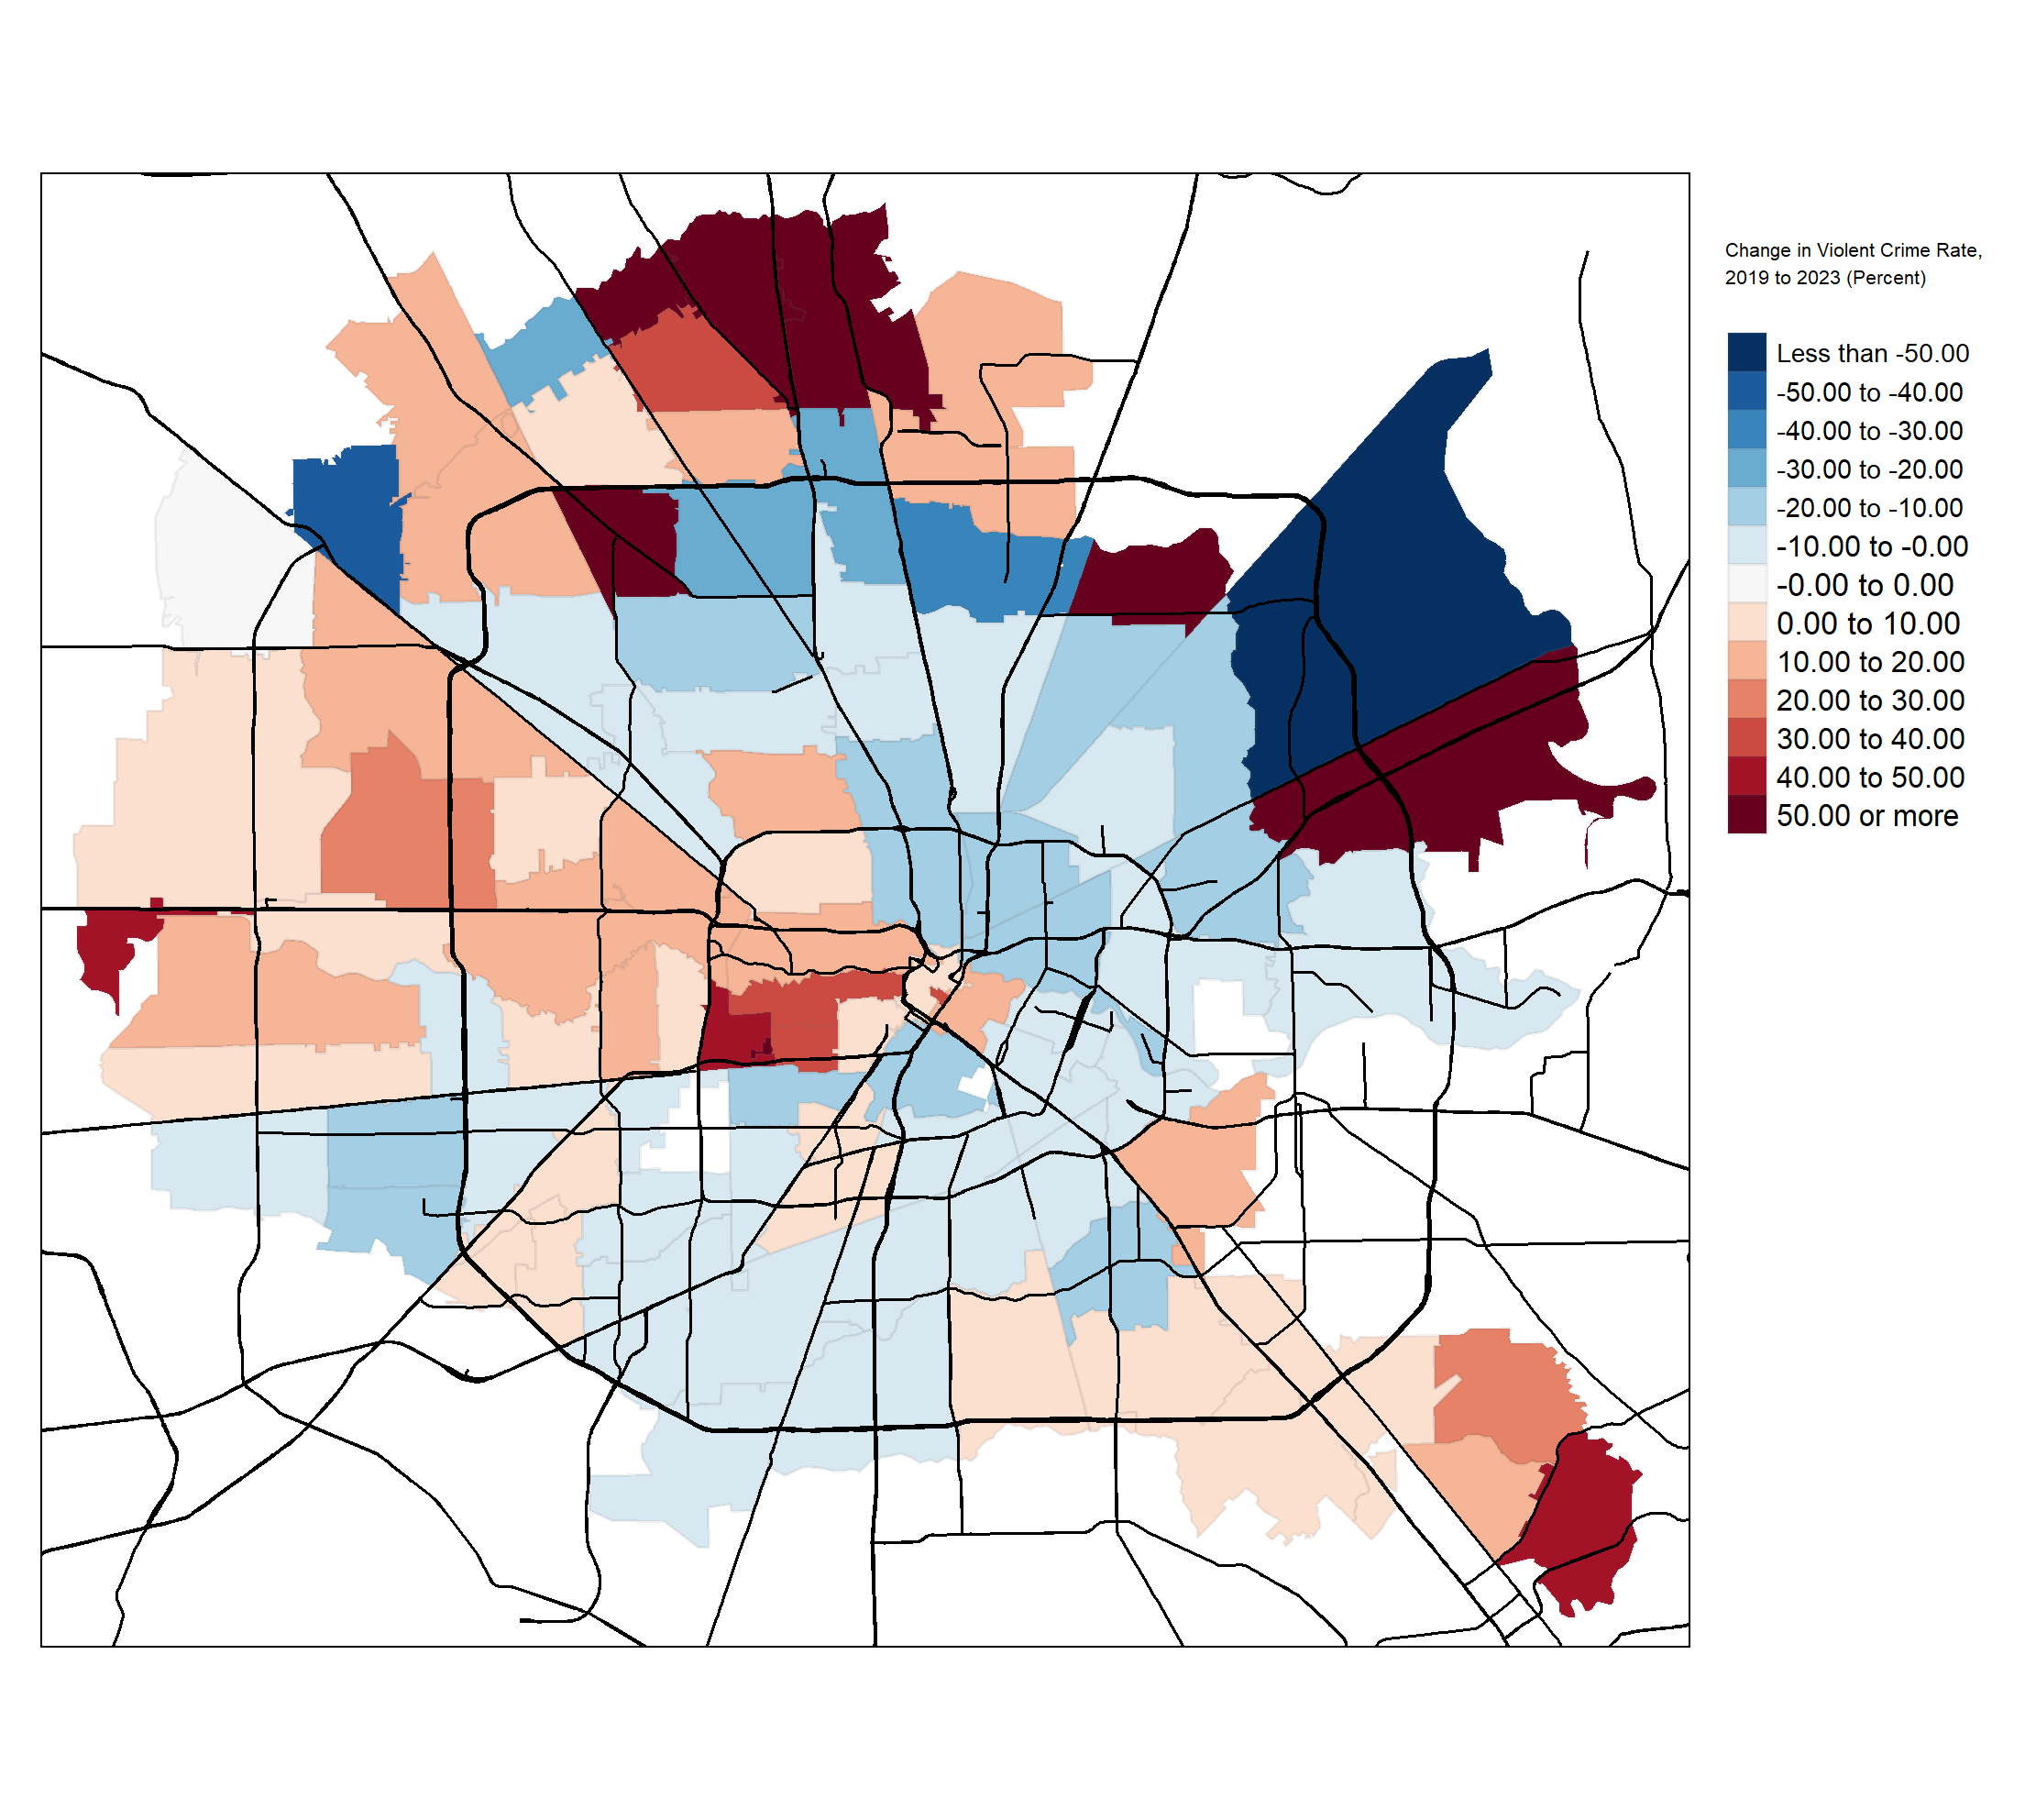 Change in Violent Crime Rate,
2019 to 2023 (Percent)
Less than -50.00
-50.00 to -40.00
-40.00 to -30.00
-30.00 to -20.00
-20.00 to -10.00
-10.00 to -0.00
-0.00 to 0.00
0.00 to 10.00
10.00 to 20.00
20.00 to 30.00
30.00 to 40.00
40.00 to 50.00
50.00 or more